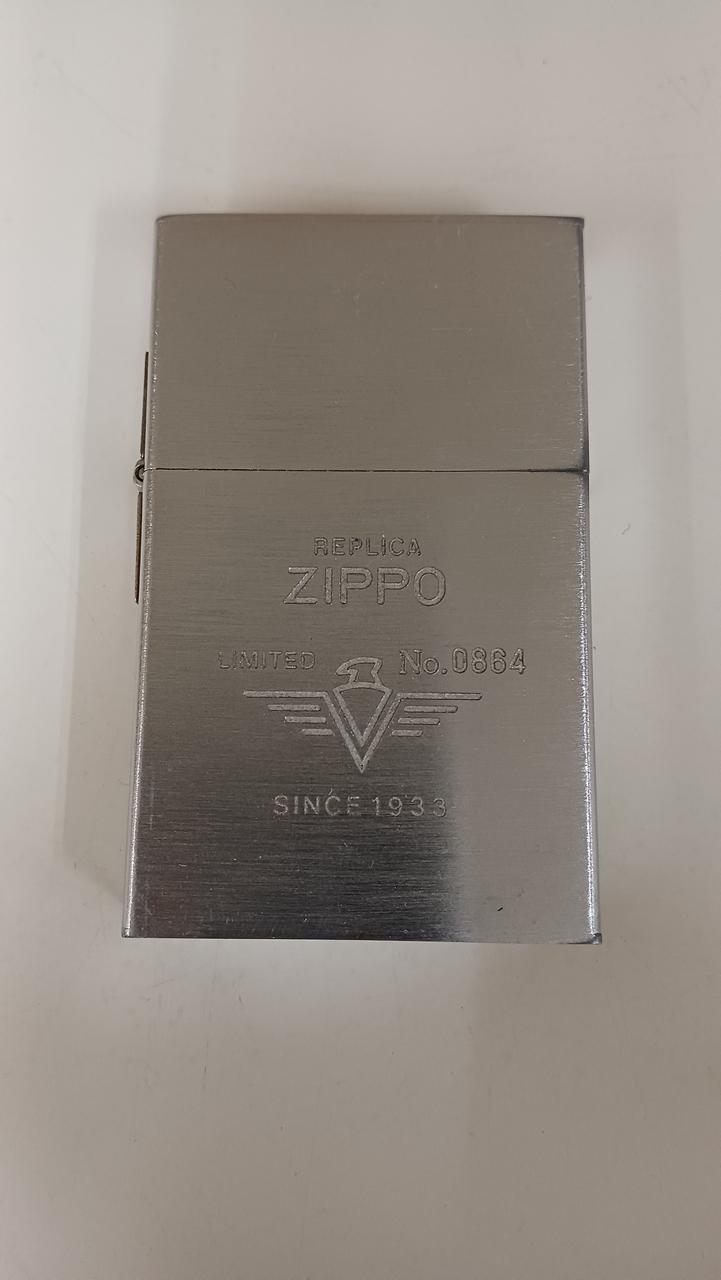 REPLICA
ZIPPO
LIMITED No.0864
SINCE 1933